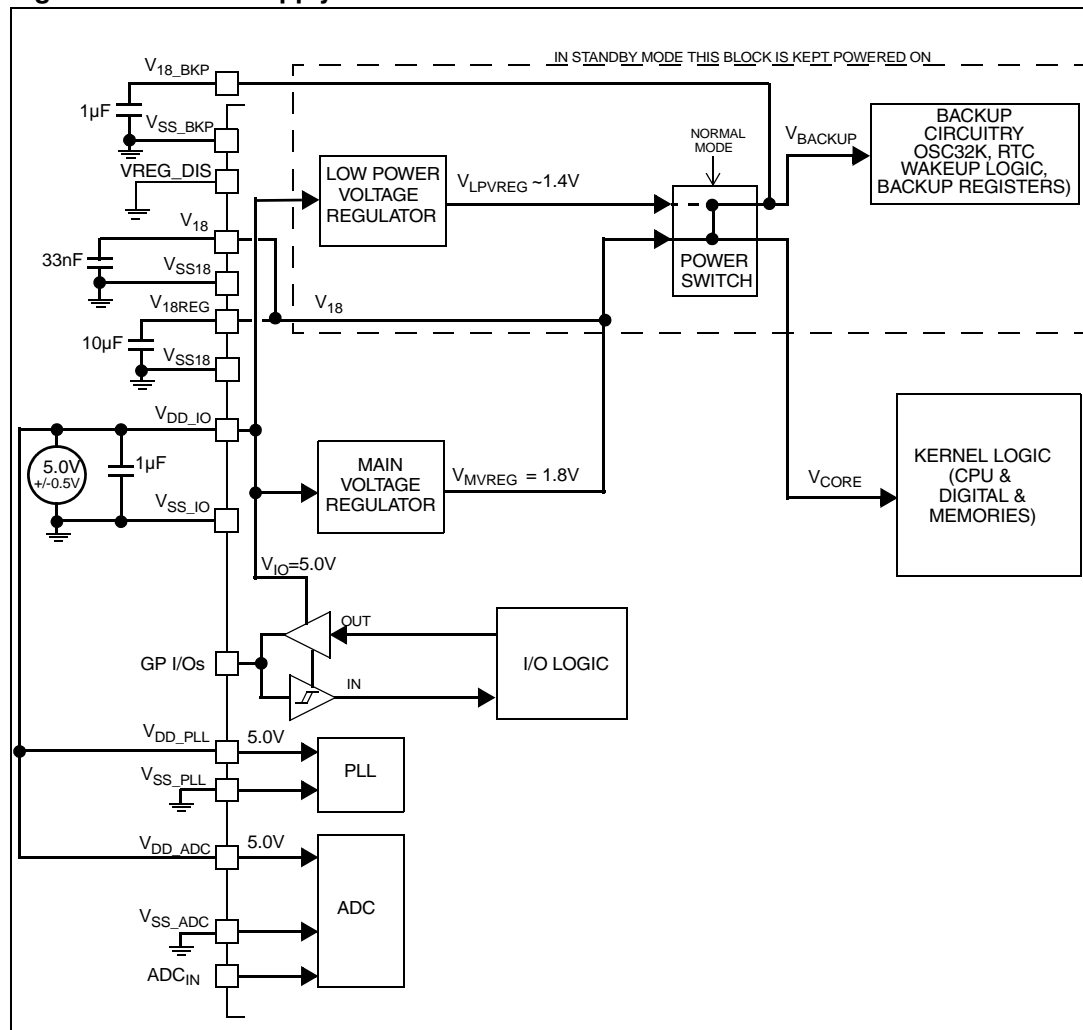 IN STANDBY MODE THIS BLOCK IS KEPT POWERED ON
V18_BKP
1µF
VSS_BKP
VREG_DIS
V18
33nF
VSS18
V18REG
10µF
VSS18
VDD_IO
5.0V
+/-0.5V
1µF
VSS_IO
GP I/Os
VDD_PLL
5.0V
VSS_PLL
VDD_ADC
5.0V
VSS_ADC
ADCIN
LOW POWER
VOLTAGE
REGULATOR
VLPVREG ~1.4V
NORMAL
MODE
POWER
SWITCH
VBACKUP
BACKUP
CIRCUITRY
OSC32K, RTC
WAKEUP LOGIC,
BACKUP REGISTERS)
V18
MAIN
VOLTAGE
REGULATOR
VMVREG = 1.8V
VCORE
KERNEL LOGIC
(CPU &
DIGITAL &
MEMORIES)
VIO=5.0V
OUT
IN
I/O LOGIC
PLL
ADC